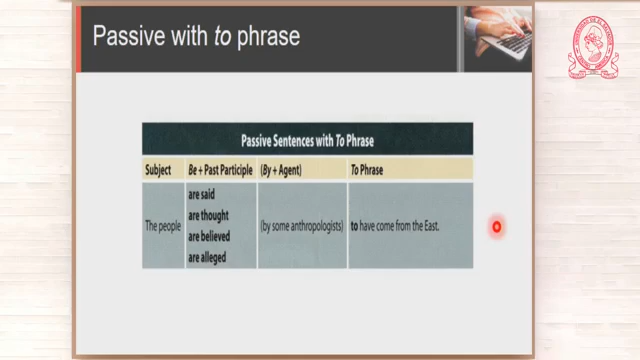 Passive with to phrase
Passive Sentences with To Phrase
Subject Be + Past Participle (By + Agent) To Phrase
are said
are thought
The people (by some anthropologists) to have come from the East.
are believed
are alleged